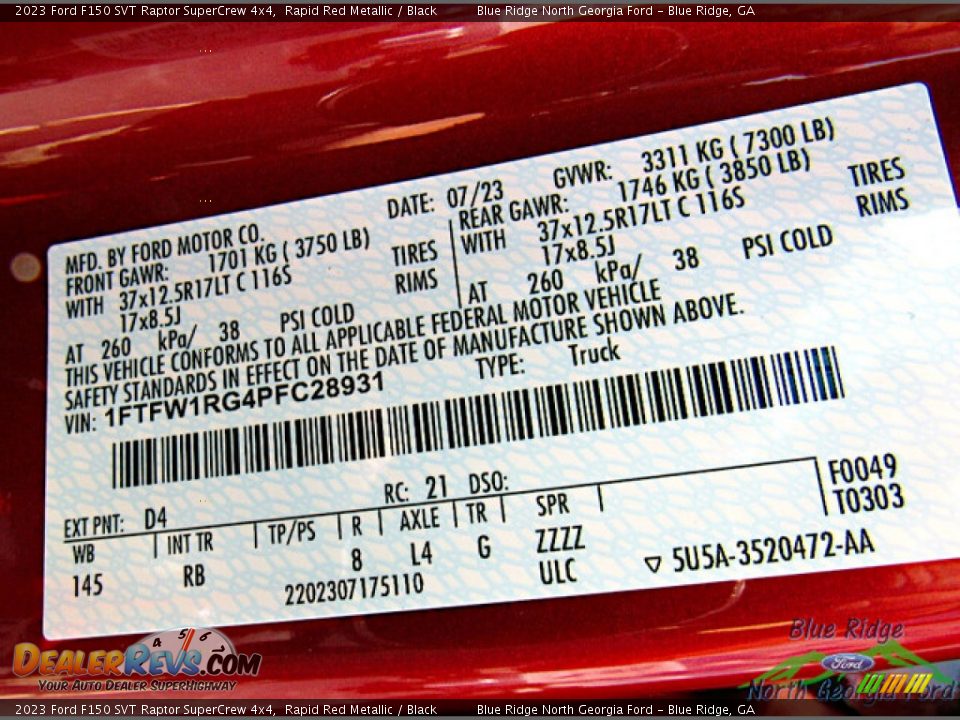 2023 Ford F150 SVT Raptor SuperCrew 4x4, Rapid Red Metallic / Black Blue Ridge North Georgia Ford - Blue Ridge, GA
MFD. BY FORD MOTOR CO. DATE: 07/23 GVWR: 3311 KG ( 7300 LB)
FRONT GAWR: 1701 KG ( 3750 LB) REAR GAWR: 1746 KG ( 3850 LB)
WITH 37x12.5R17LT C 116S TIRES WITH 37x12.5R17LT C 116S TIRES
17x8.5J RIMS 17x8.5J RIMS
AT 260 kPa/ 38 PSI COLD AT 260 kPa/ 38 PSI COLD
THIS VEHICLE CONFORMS TO ALL APPLICABLE FEDERAL MOTOR VEHICLE
SAFETY STANDARDS IN EFFECT ON THE DATE OF MANUFACTURE SHOWN ABOVE.
VIN: 1FTFW1RG4PFC28931 TYPE: Truck
EXT PNT: D4 RC: 21 DSO: F0049
WB INT TR TP/PS R AXLE TR SPR T0303
145 RB 8 L4 G ZZZZ
2202307175110 ULC 5U5A-3520472-AA
Blue Ridge
Ford
North Georgia Ford
4 5 6
DEALERREVS.COM
YOUR AUTO DEALER SUPERHIGHWAY
2023 Ford F150 SVT Raptor SuperCrew 4x4, Rapid Red Metallic / Black Blue Ridge North Georgia Ford - Blue Ridge, GA